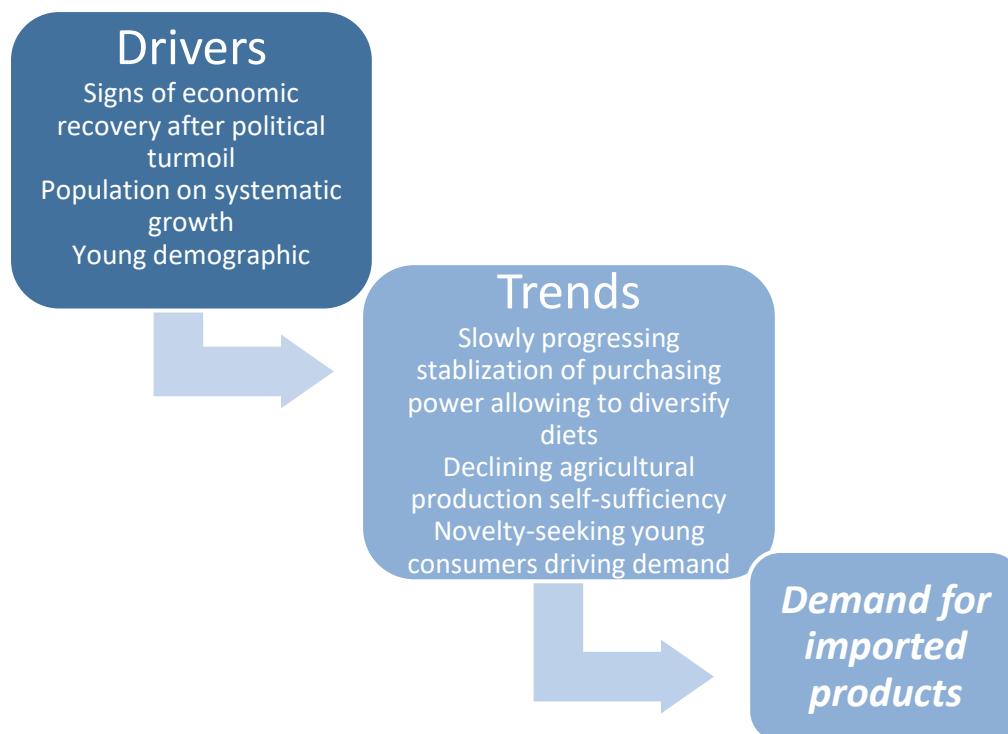 Drivers
Signs of economic
recovery after political
turmoil
Population on systematic
growth
Young demographic
Trends
Slowly progressing
stablization of purchasing
power allowing to diversify
diets
Declining agricultural
production self-sufficiency
Novelty-seeking young
consumers driving demand
Demand for
imported
products